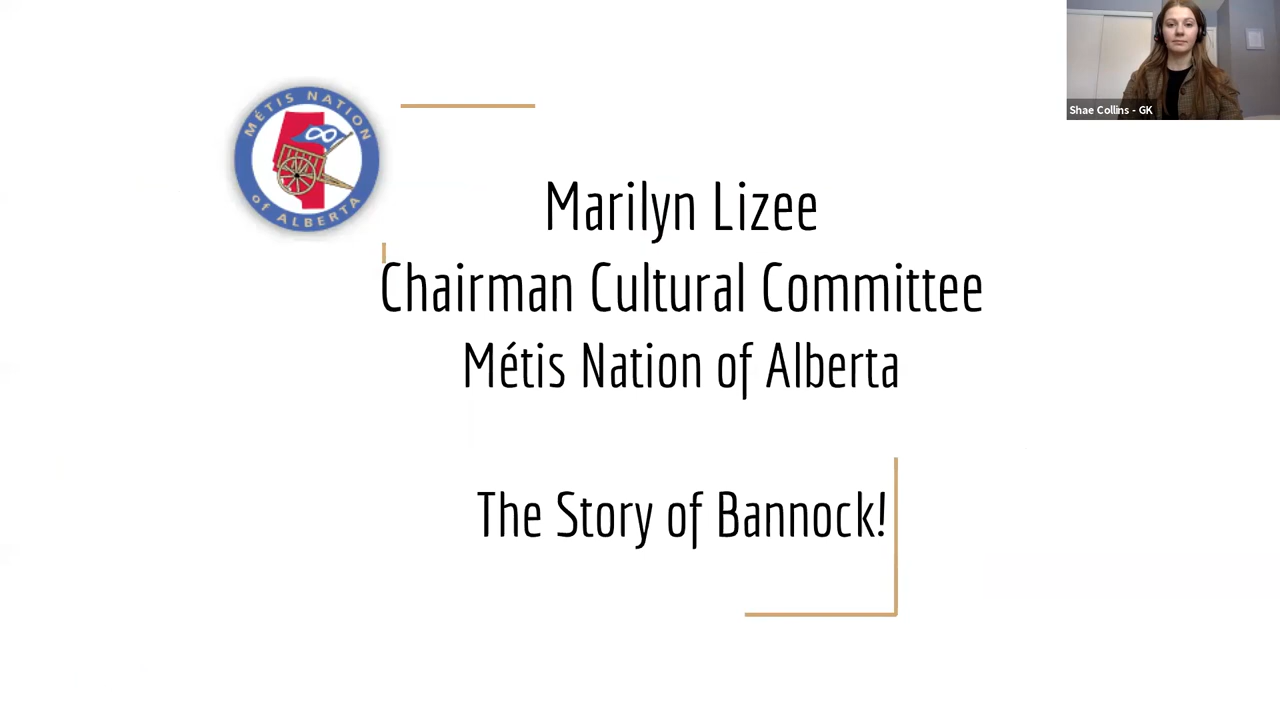 Shae Collins - GK
MÉTIS NATION
of ALBERTA
Marilyn Lizee
Chairman Cultural Committee
Métis Nation of Alberta
The Story of Bannock!